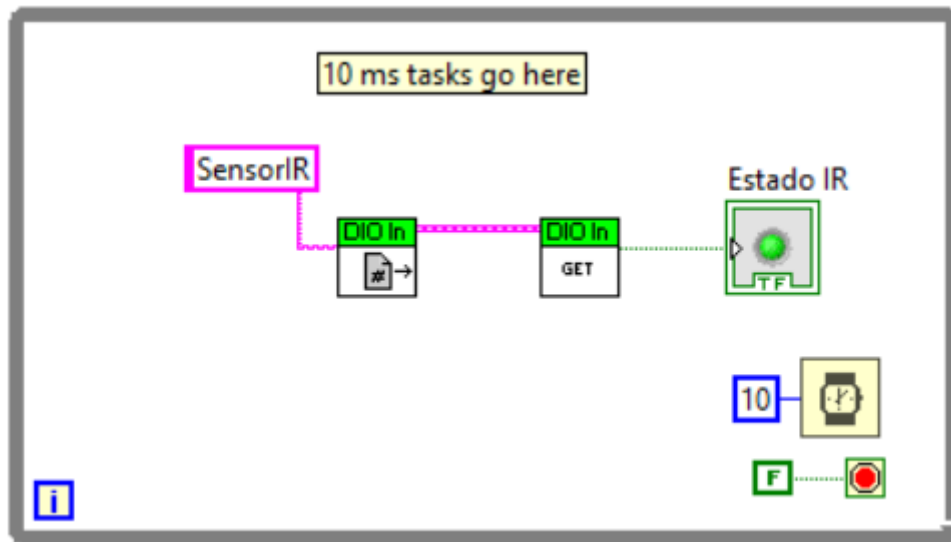 10 ms tasks go here
SensorIR
Estado IR
DIO In
DIO In
#
GET
TF
10
F
i